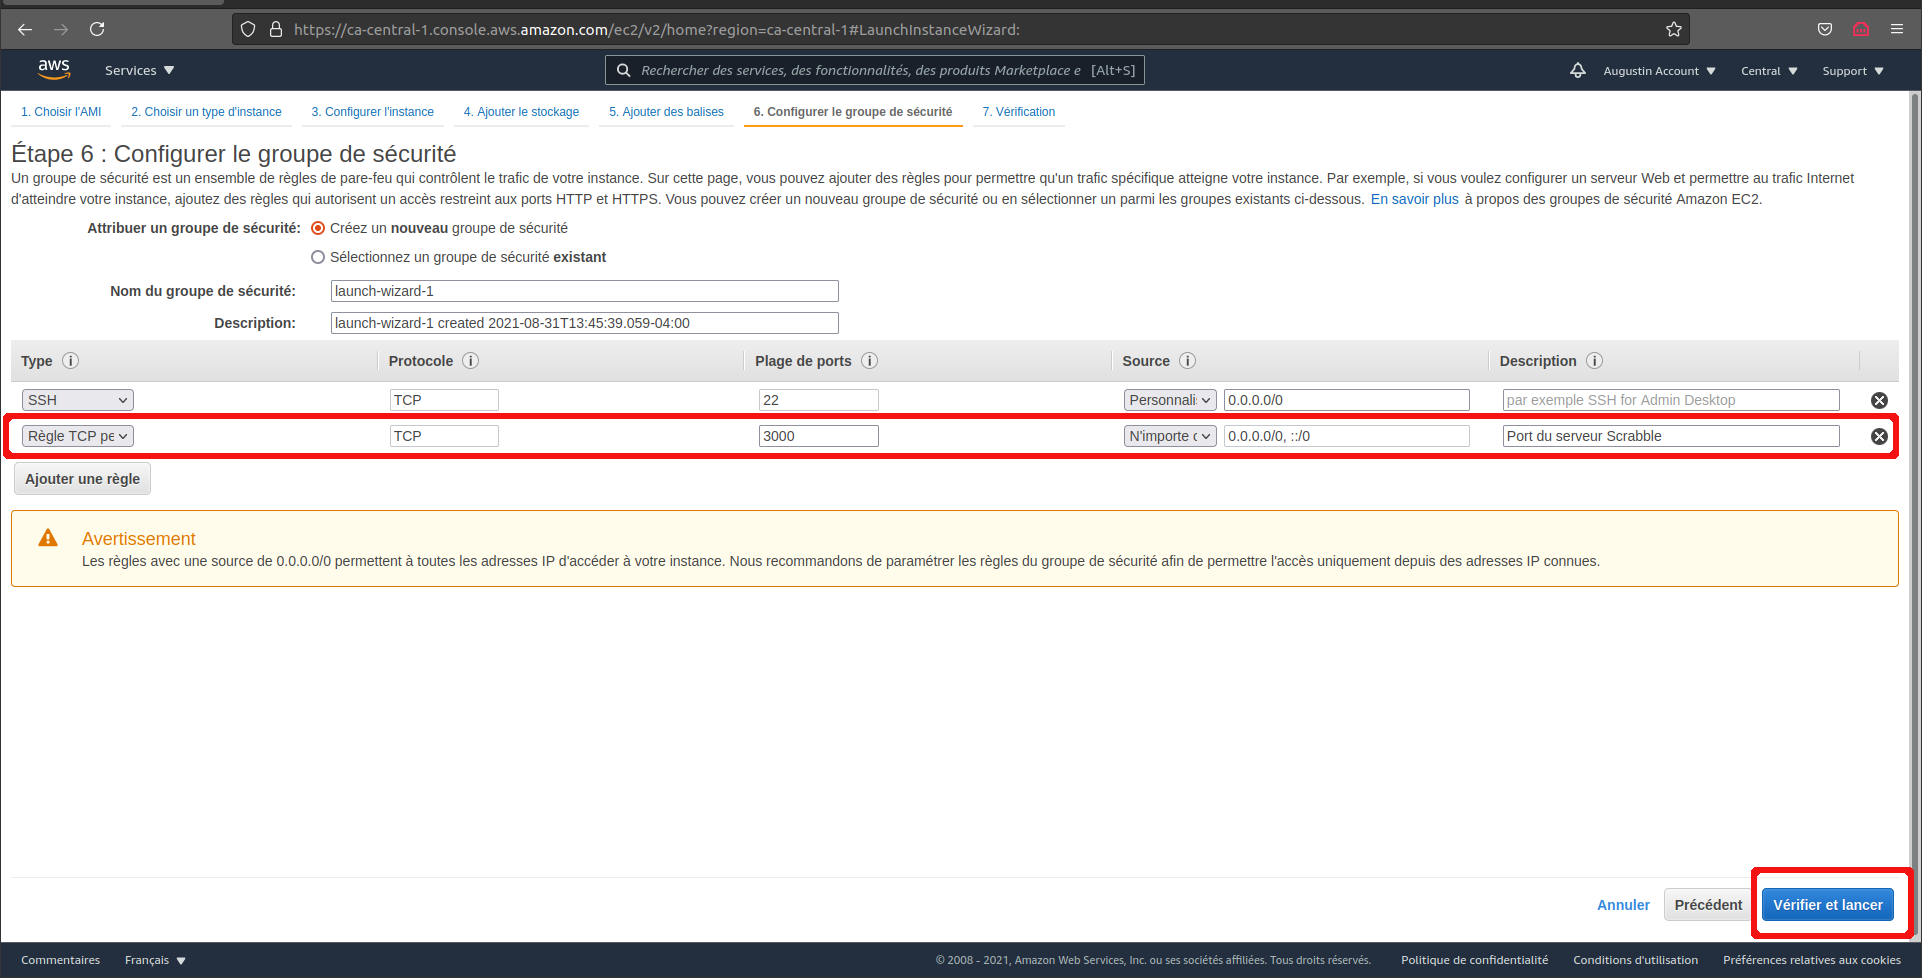 https://ca-central-1.console.aws.amazon.com/ec2/v2/home?region=ca-central-1#LaunchInstanceWizard:
aws Services Rechercher des services, des fonctionnalités, des produits Marketplace e [Alt+S] Augustin Account Central Support
1. Choisir l'AMI 2. Choisir un type d'instance 3. Configurer l'instance 4. Ajouter le stockage 5. Ajouter des balises 6. Configurer le groupe de sécurité 7. Vérification
Étape 6 : Configurer le groupe de sécurité
Un groupe de sécurité est un ensemble de règles de pare-feu qui contrôlent le trafic de votre instance. Sur cette page, vous pouvez ajouter des règles pour permettre qu'un trafic spécifique atteigne votre instance. Par exemple, si vous voulez configurer un serveur Web et permettre au trafic Internet
d'atteindre votre instance, ajoutez des règles qui autorisent un accès restreint aux ports HTTP et HTTPS. Vous pouvez créer un nouveau groupe de sécurité ou en sélectionner un parmi les groupes existants ci-dessous. En savoir plus à propos des groupes de sécurité Amazon EC2.
Attribuer un groupe de sécurité: Créez un nouveau groupe de sécurité
Sélectionnez un groupe de sécurité existant
Nom du groupe de sécurité: launch-wizard-1
Description: launch-wizard-1 created 2021-08-31T13:45:39.059-04:00
Type Protocole Plage de ports Source Description
SSH TCP 22 Personnali: 0.0.0.0/0 par exemple SSH for Admin Desktop
Règle TCP pe TCP 3000 N'importe c 0.0.0.0/0, ::/0 Port du serveur Scrabble
Ajouter une règle
Avertissement
Les règles avec une source de 0.0.0.0/0 permettent à toutes les adresses IP d'accéder à votre instance. Nous recommandons de paramétrer les règles du groupe de sécurité afin de permettre l'accès uniquement depuis des adresses IP connues.
Annuler Précédent Vérifier et lancer
Commentaires Français © 2008 - 2021, Amazon Web Services, Inc. ou ses sociétés affiliées. Tous droits réservés. Politique de confidentialité Conditions d'utilisation Préférences relatives aux cookies